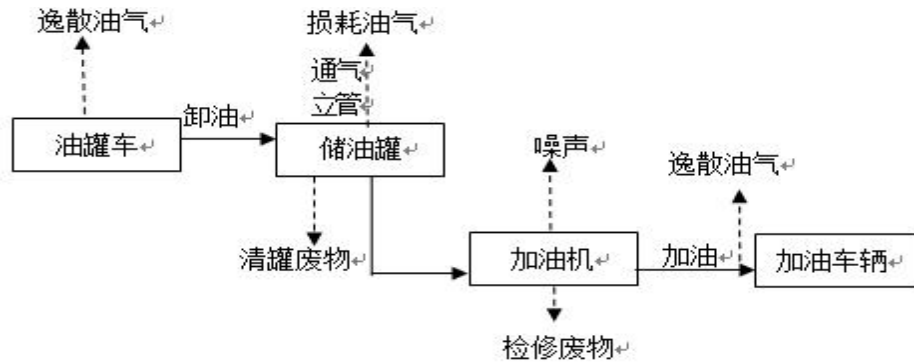 逸散油气
损耗油气
通气
立管
卸油
油罐车
储油罐
噪声
逸散油气
清罐废物
加油机
加油
加油车辆
检修废物